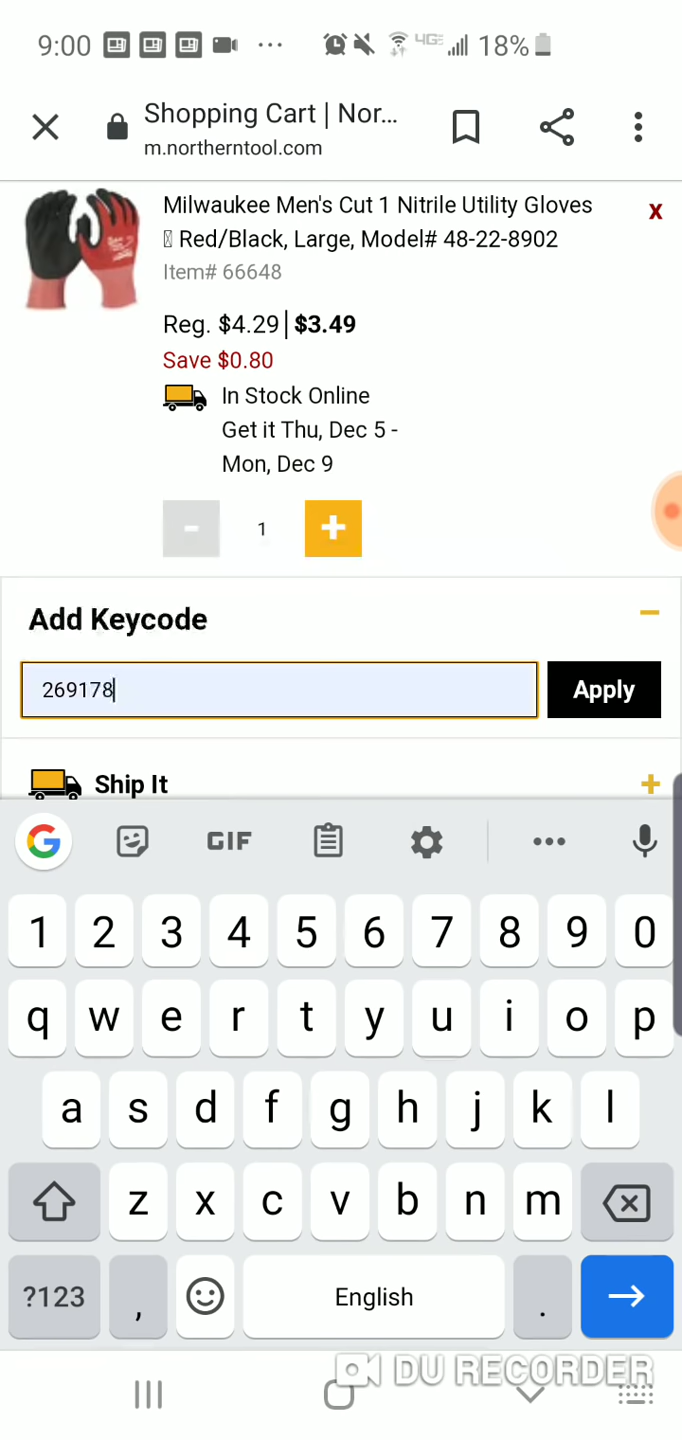 9:00 ... 4GE 18%
Shopping Cart | Nor...
m.northerntool.com
Milwaukee Men's Cut 1 Nitrile Utility Gloves
Red/Black, Large, Model# 48-22-8902
x
Item# 66648
Reg. $4.29|$3.49
Save $0.80
In Stock Online
Get it Thu, Dec 5 -
Mon, Dec 9
- 1 +
Add Keycode −
269178 Apply
Ship It +
G GIF ...
1 2 3 4 5 6 7 8 9 0
q w e r t y u i o p
a s d f g h j k l
z x c v b n m
?123 , English .
DU RECORDER